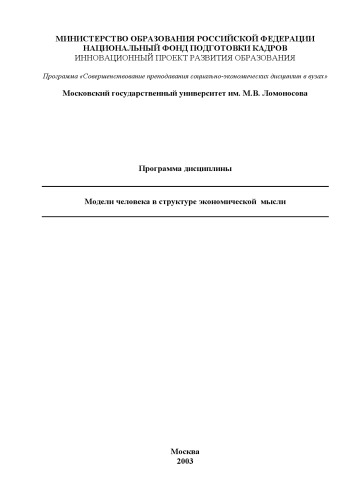 МИНИСТЕРСТВО ОБРАЗОВАНИЯ РОССИЙСКОЙ ФЕДЕРАЦИИ
НАЦИОНАЛЬНЫЙ ФОНД ПОДГОТОВКИ КАДРОВ
ИННОВАЦИОННЫЙ ПРОЕКТ РАЗВИТИЯ ОБРАЗОВАНИЯ
Программа «Совершенствование преподавания социально-экономических дисциплин в вузах»
Московский государственный университет им. М.В. Ломоносова
Программа дисциплины
Модели человека в структуре экономической мысли
Москва
2003